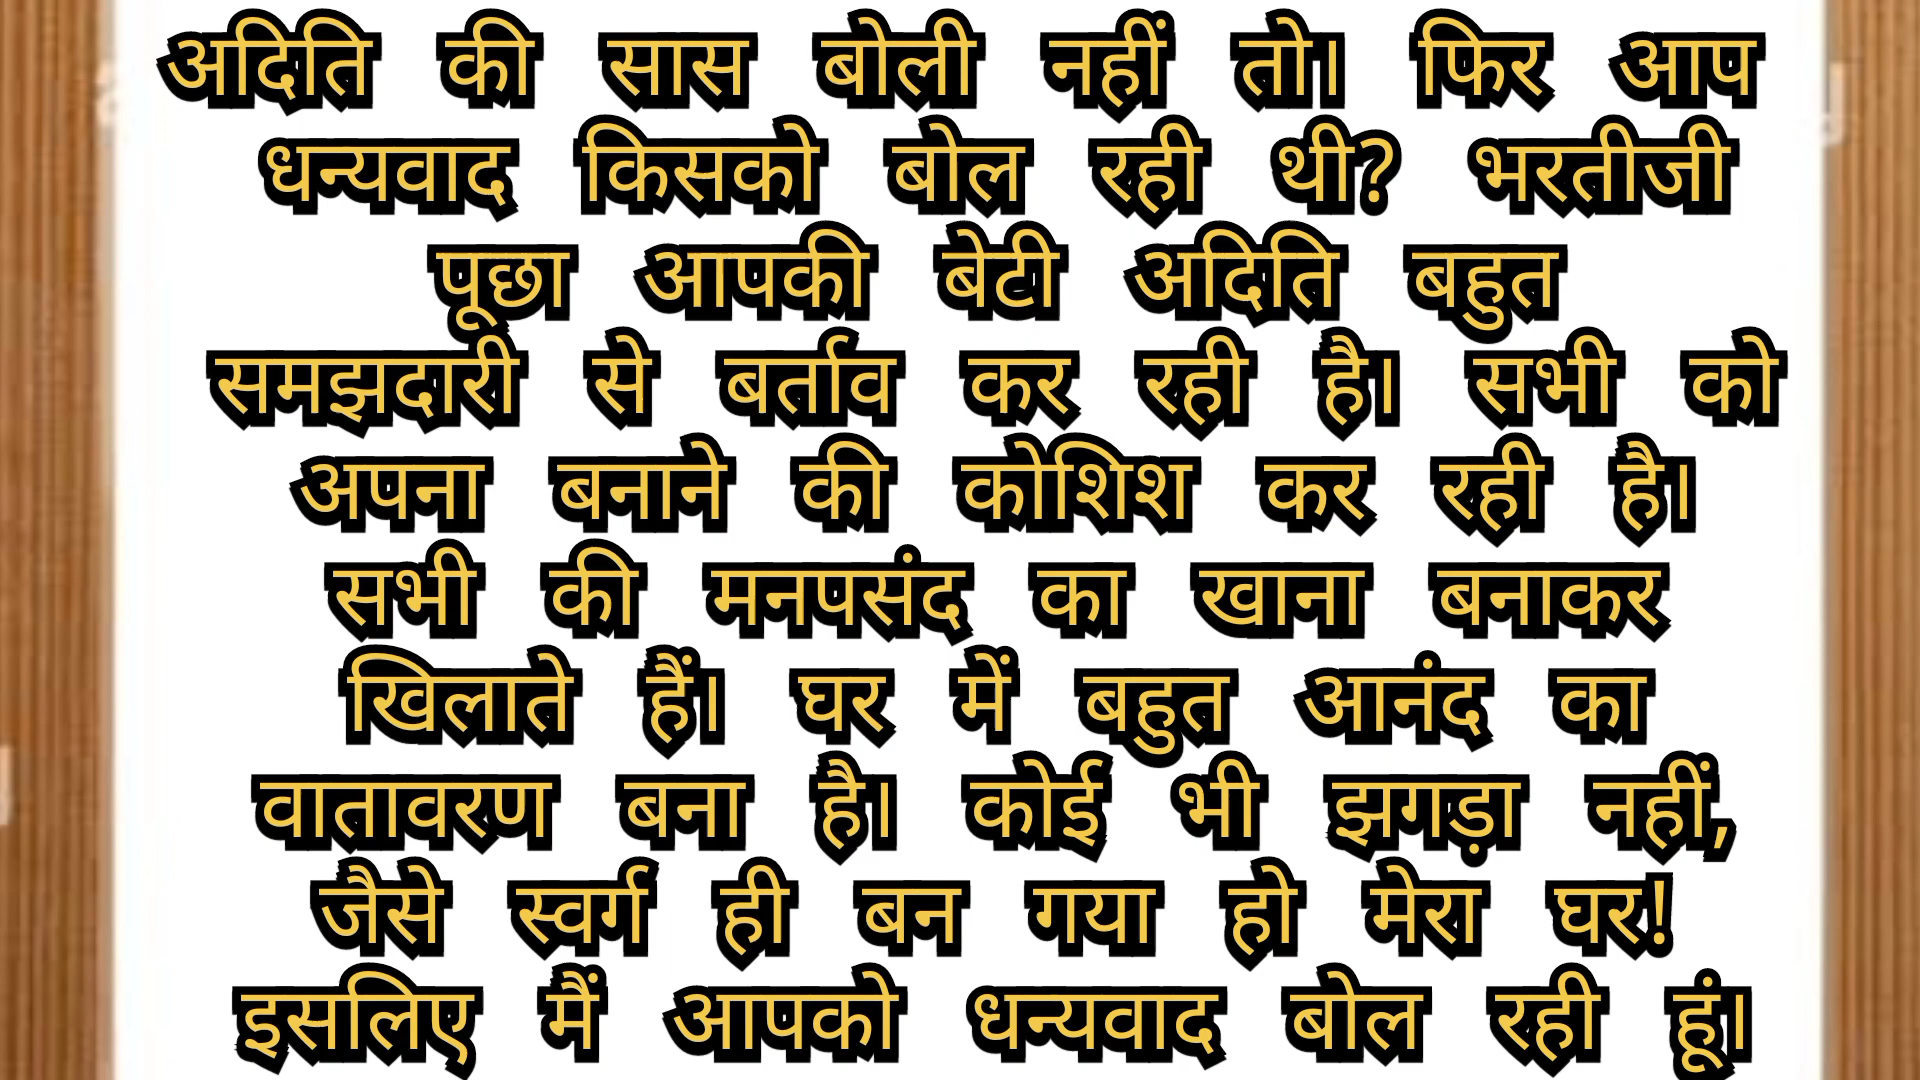 अदिति की सास बोली नहीं तो। फिर आप
धन्यवाद किसको बोल रही थी? भरतीजी
पूछा आपकी बेटी अदिति बहुत
समझदारी से बर्ताव कर रही है। सभी को
अपना बनाने की कोशिश कर रही है।
सभी की मनपसंद का खाना बनाकर
खिलाते हैं। घर में बहुत आनंद का
वातावरण बना है। कोई भी झगड़ा नहीं,
जैसे स्वर्ग ही बन गया हो मेरा घर!
इसलिए मैं आपको धन्यवाद बोल रही हूं।